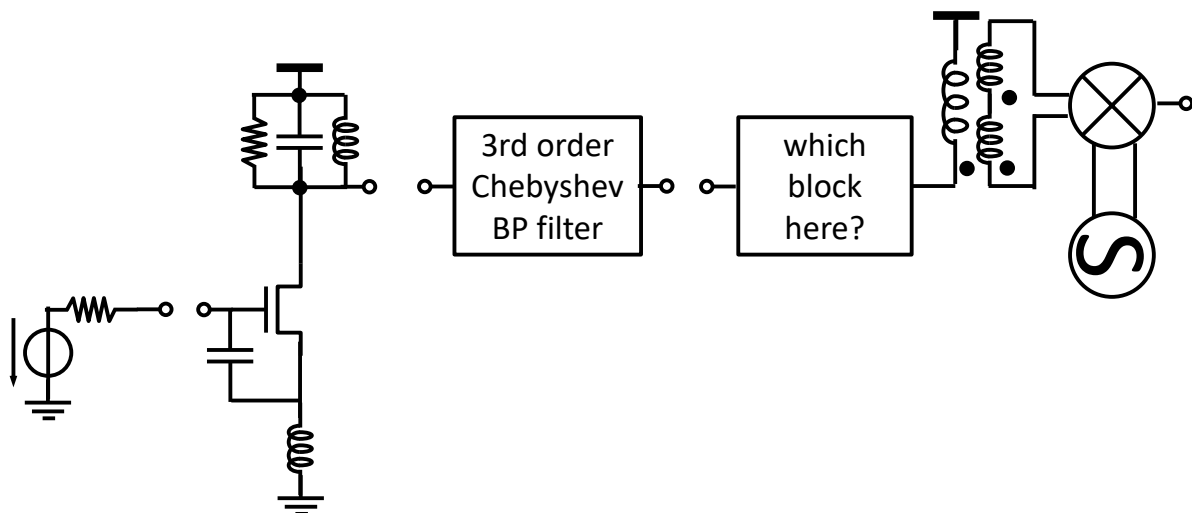 3rd order
Chebyshev
BP filter
which
block
here?